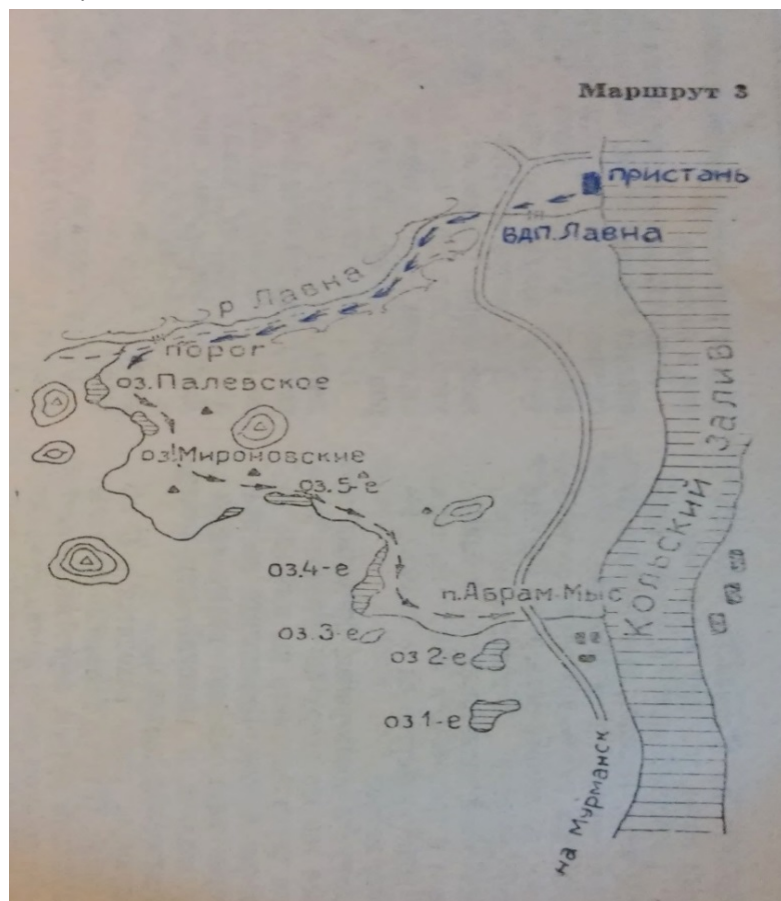 Маршрут 3
пристань
вдп. Лавна
р. Лавна
порог
оз. Палевское
оз. Мироновские
оз. 5-е
оз.4-е
п. Абрам-Мыс
оз. 3-е
оз 2-е
оз 1-е
Кольский залив
на Мурманск